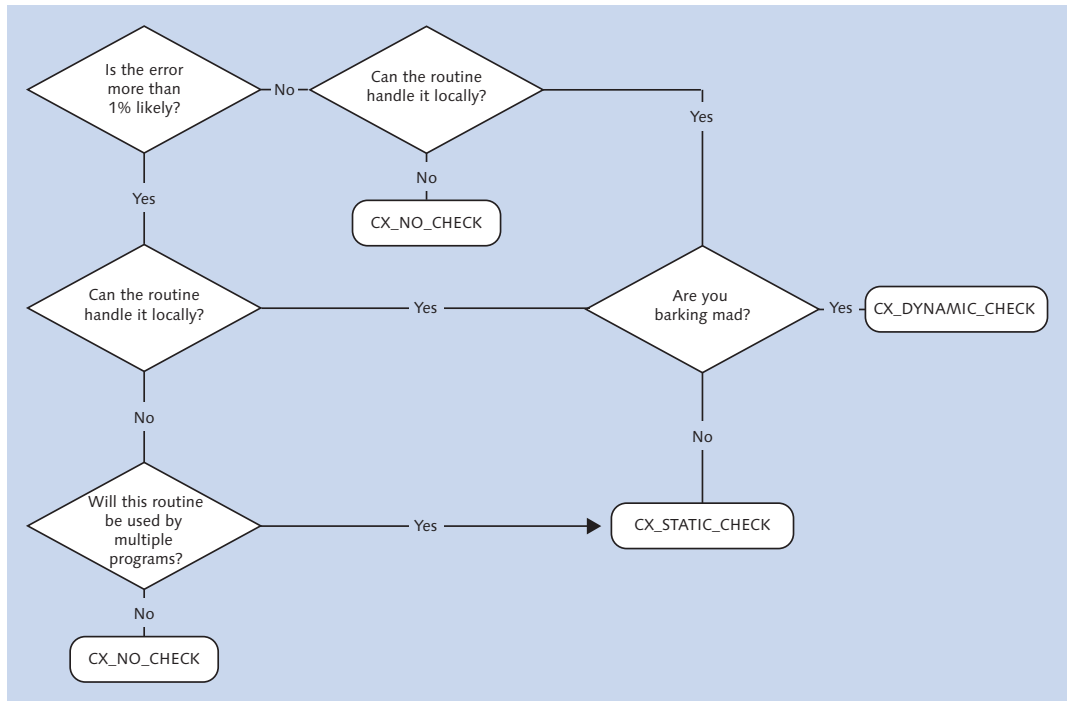 Is the error
more than
1% likely?
No
Can the routine
handle it locally?
Yes
No
CX_NO_CHECK
Yes
Can the routine
handle it locally?
Yes
Are you
barking mad?
Yes
CX_DYNAMIC_CHECK
No
No
Will this routine
be used by
multiple
programs?
Yes
CX_STATIC_CHECK
No
CX_NO_CHECK